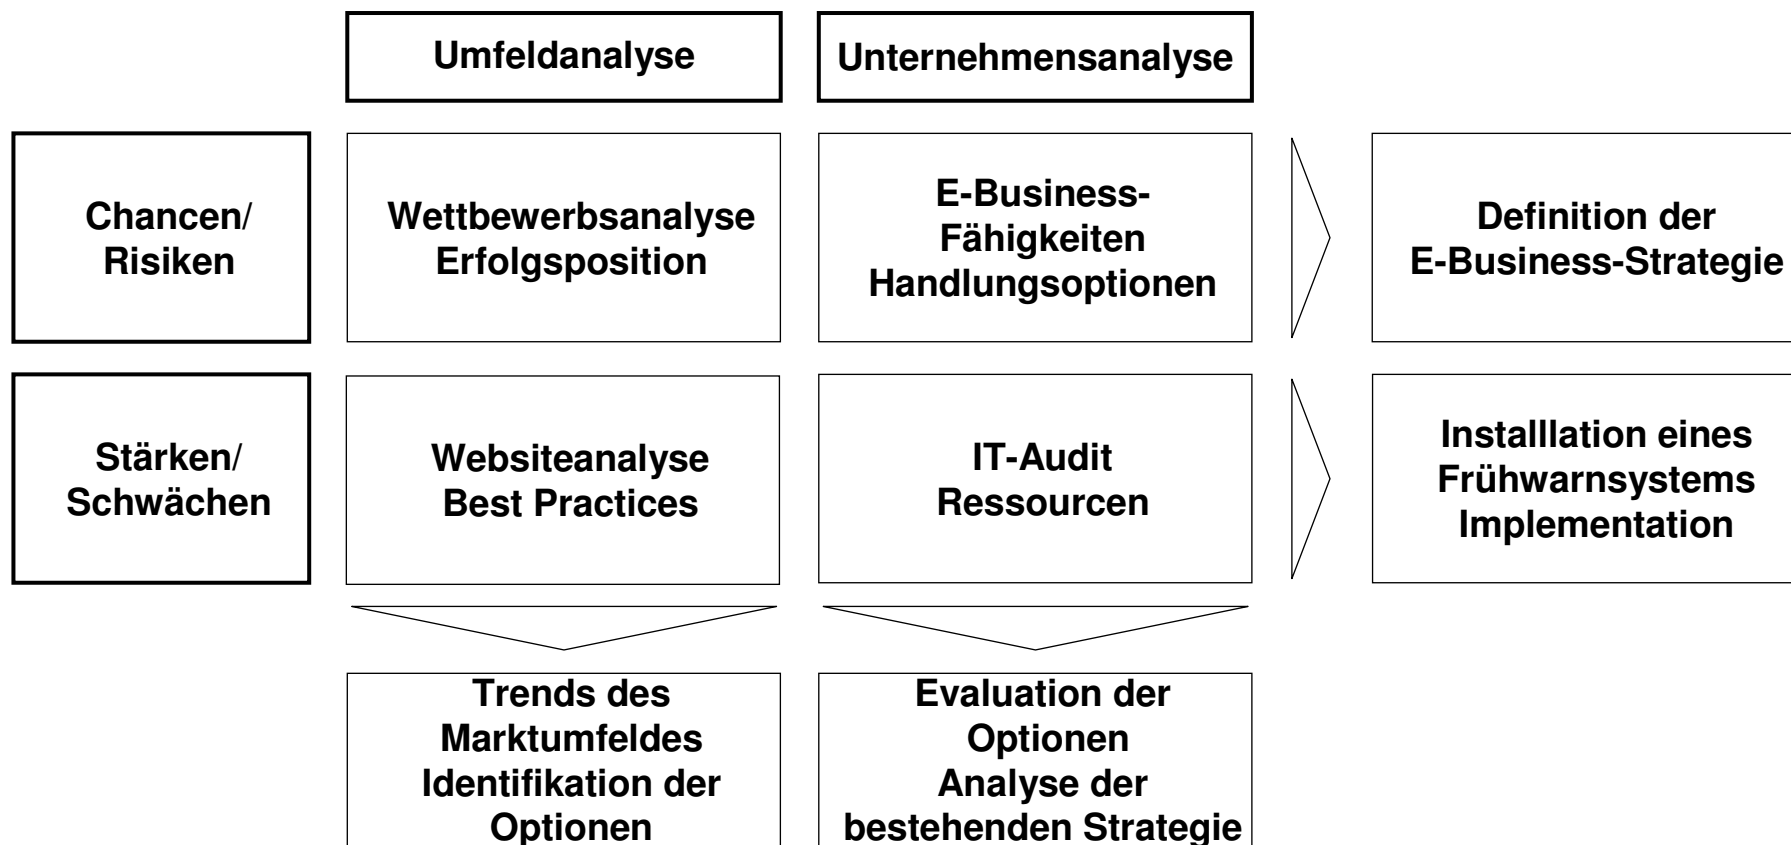 Umfeldanalyse
Unternehmensanalyse
Chancen/
Risiken
Wettbewerbsanalyse
Erfolgsposition
E-Business-
Fähigkeiten
Handlungsoptionen
Definition der
E-Business-Strategie
Stärken/
Schwächen
Websiteanalyse
Best Practices
IT-Audit
Ressourcen
Installlation eines
Frühwarnsystems
Implementation
Trends des
Marktumfeldes
Identifikation der
Optionen
Evaluation der
Optionen
Analyse der
bestehenden Strategie